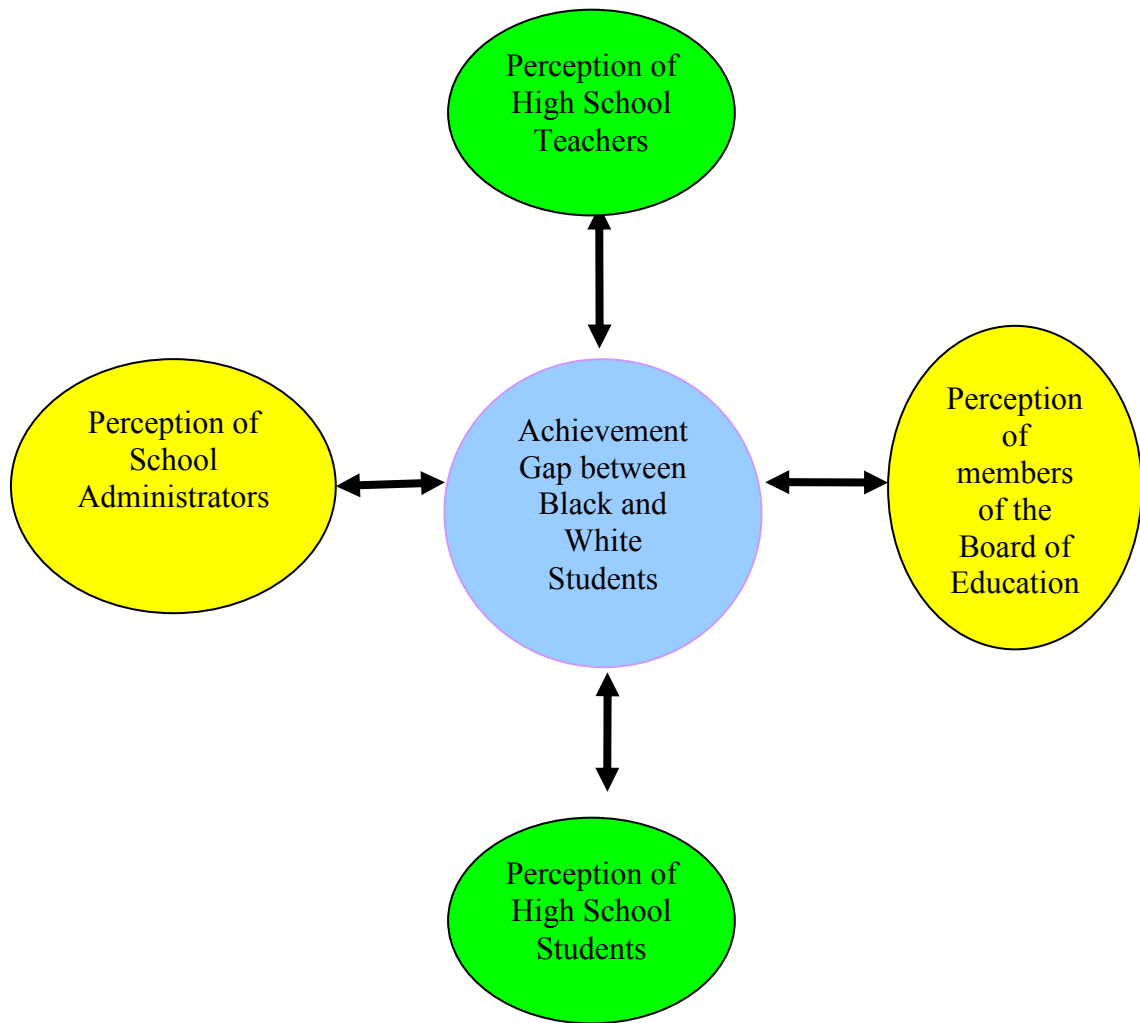 Perception of
High School
Teachers
Perception of
School
Administrators
Achievement
Gap between
Black and
White
Students
Perception
of
members
of the
Board of
Education
Perception of
High School
Students